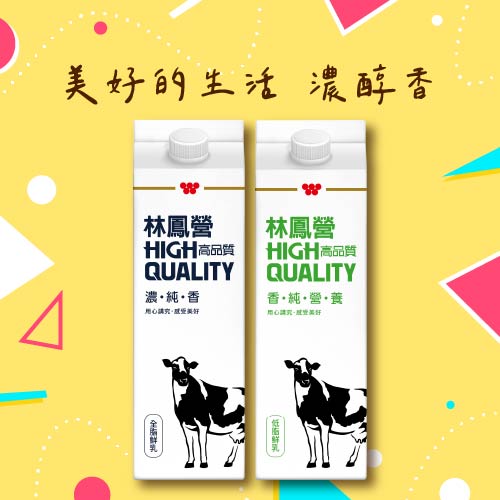 美好的生活 濃醇香
林鳳營
HIGH 高品質
QUALITY
濃•純•香
用心講究•感受美好
全脂鮮乳
林鳳營
HIGH 高品質
QUALITY
香•純•營•養
用心講究•感受美好
低脂鮮乳